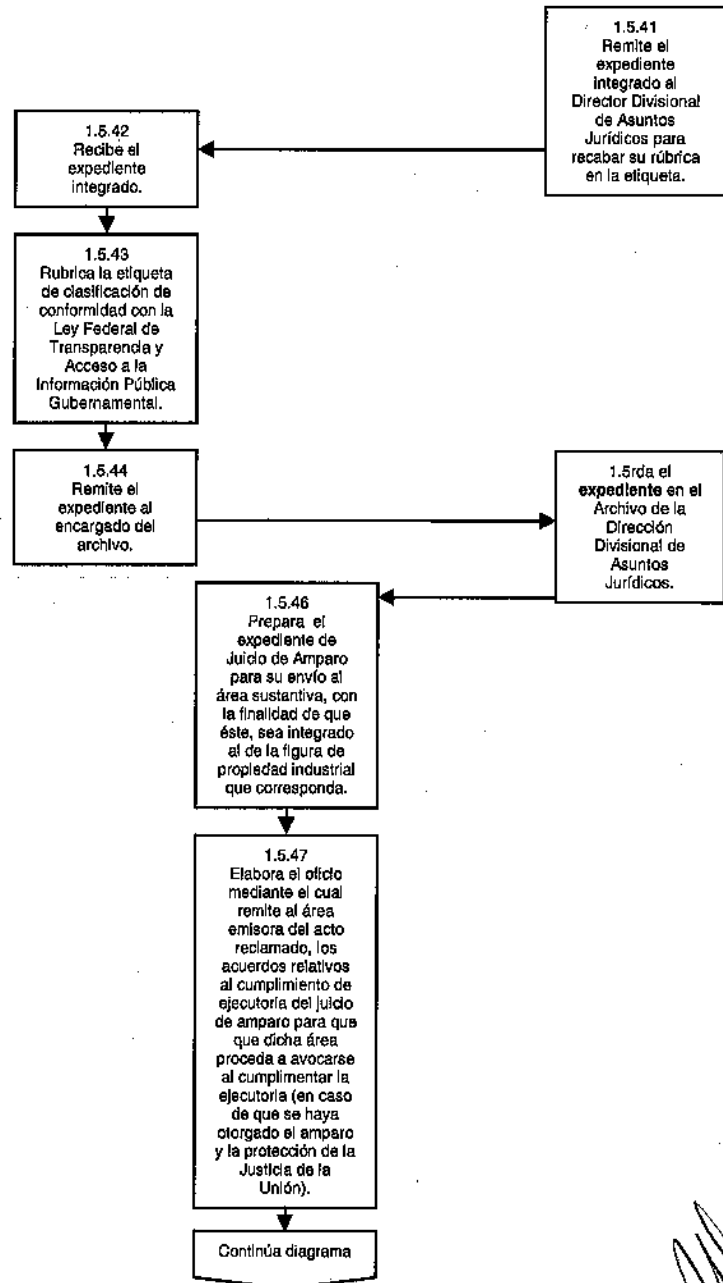 1.5.41
Remite el
expediente
integrado al
Director Divisional
de Asuntos
Jurídicos para
recabar su rúbrica
en la etiqueta.
1.5.42
Recibe el
expediente
integrado.
1.5.43
Rubrica la etiqueta
de clasificación de
conformidad con la
Ley Federal de
Transparencia y
Acceso a la
Información Pública
Gubernamental.
1.5.44
Remite el
expediente al
encargado del
archivo.
1.5rda el
expediente en el
Archivo de la
Dirección
Divisional de
Asuntos
Jurídicos.
1.5.46
Prepara el
expediente de
Juicio de Amparo
para su envío al
área sustantiva, con
la finalidad de que
éste, sea integrado
al de la figura de
propiedad industrial
que corresponda.
1.5.47
Elabora el oficio
mediante el cual
remite al área
emisora del acto
reclamado, los
acuerdos relativos
al cumplimiento de
ejecutoría del juicio
de amparo para que
que dicha área
proceda a avocarse
al cumplimentar la
ejecutoria (en caso
de que se haya
otorgado el amparo
y la protección de la
Justicia de la
Unión).
Continúa diagrama